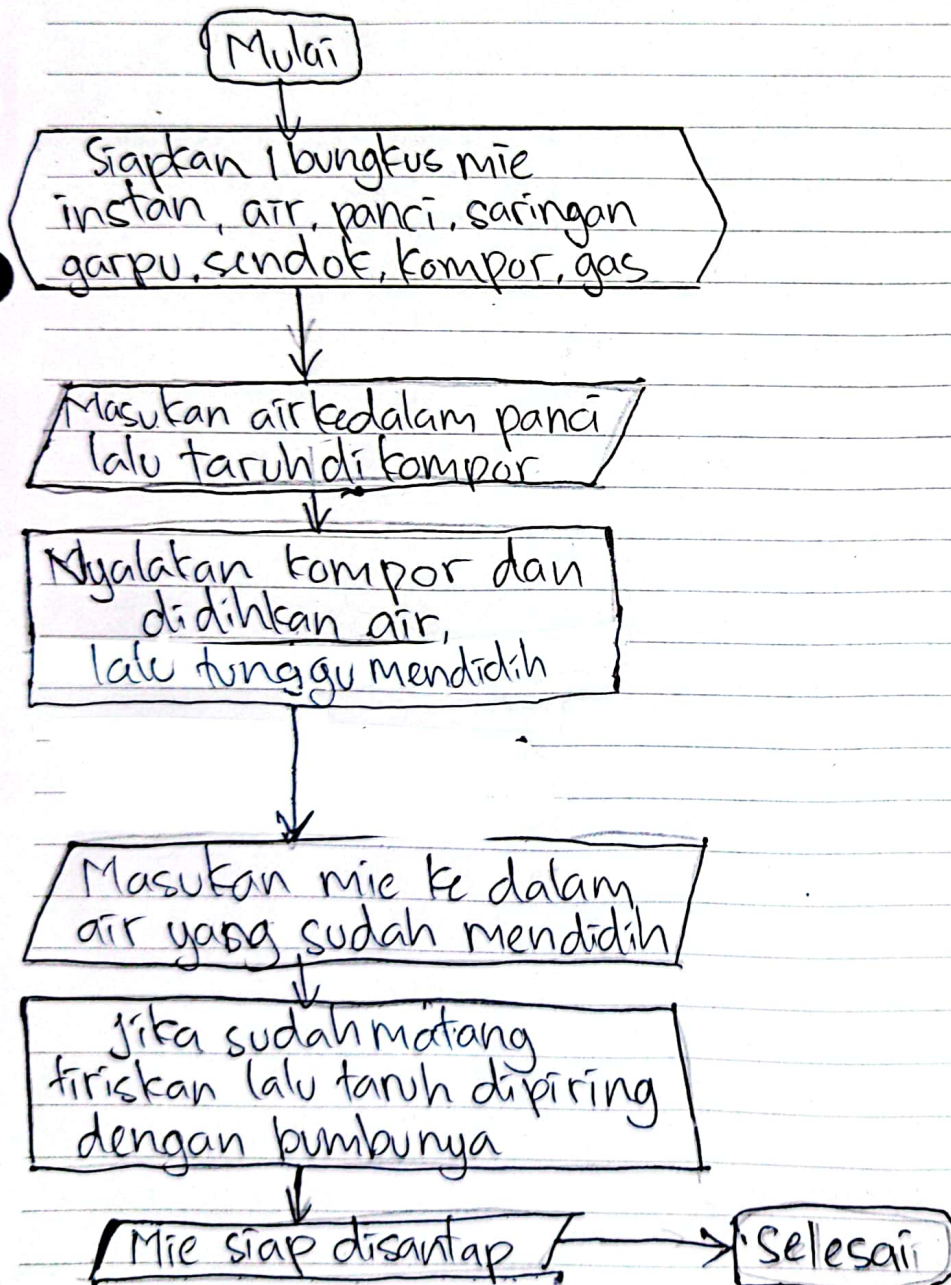 Mulai
Siapkan 1 bungkus mie
instan, air, panci, saringan
garpu, sendok, kompor, gas
Masukan air kedalam panci
lalu taruh di kompor
Nyalakan kompor dan
didihkan air,
lalu tunggu mendidih
Masukan mie ke dalam
air yang sudah mendidih
jika sudah matang
tiriskan lalu taruh dipiring
dengan bumbunya
Mie siap disantap
Selesai